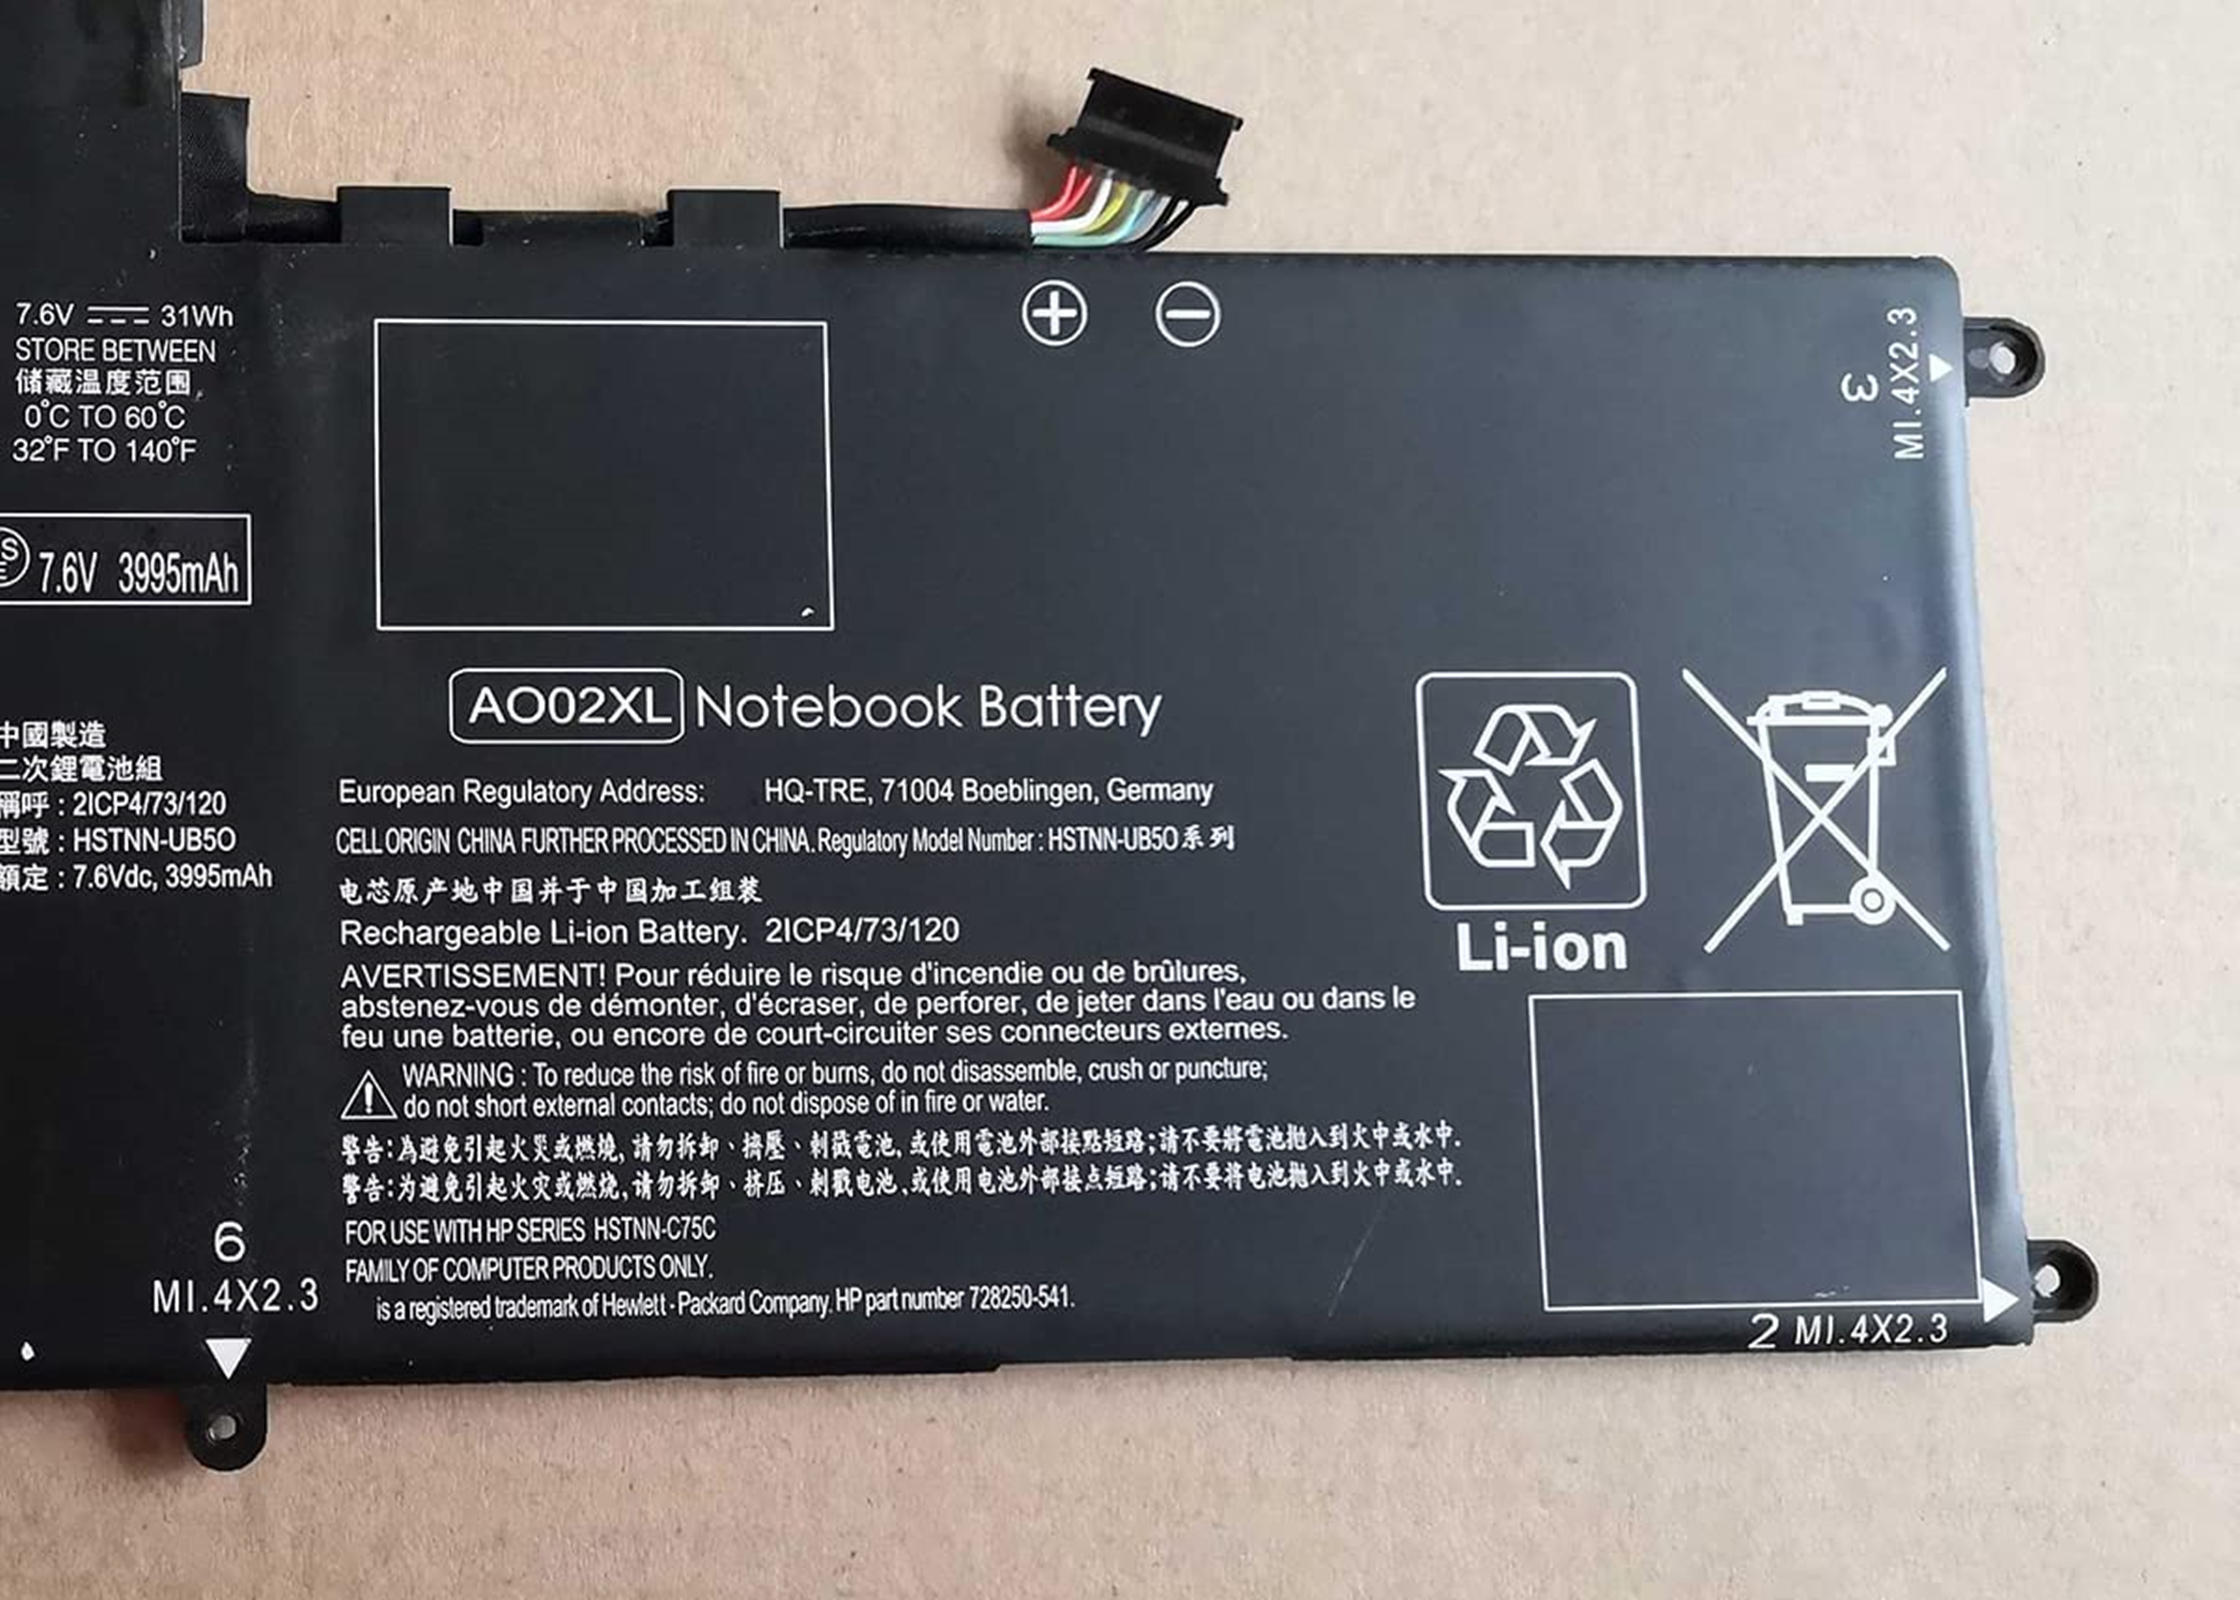 7.6V 31Wh
STORE BETWEEN
储藏温度范围
0°C TO 60°C
32°F TO 140°F
7.6V 3995mAh
中國製造
二次鋰電池組
稱呼 : 2ICP4/73/120
型號 : HSTNN-UB5O
額定 : 7.6Vdc, 3995mAh
6
MI.4X2.3
3
MI.4X2.3
AO02XL Notebook Battery
European Regulatory Address: HQ-TRE, 71004 Boeblingen, Germany
CELL ORIGIN CHINA FURTHER PROCESSED IN CHINA. Regulatory Model Number : HSTNN-UB5O 系列
电芯原产地中国并于中国加工组装
Rechargeable Li-ion Battery. 2ICP4/73/120
AVERTISSEMENT! Pour réduire le risque d'incendie ou de brûlures,
abstenez-vous de démonter, d'écraser, de perforer, de jeter dans l'eau ou dans le
feu une batterie, ou encore de court-circuiter ses connecteurs externes.
WARNING : To reduce the risk of fire or burns, do not disassemble, crush or puncture;
do not short external contacts; do not dispose of in fire or water.
警告:為避免引起火災或燃燒,請勿拆卸、擠壓、刺戳電池,或使用電池外部接點短路;請不要將電池拋入到火中或水中.
警告:为避免引起火灾或燃烧,请勿拆卸、挤压、刺戳电池,或使用电池外部接点短路;请不要将电池抛入到火中或水中.
FOR USE WITH HP SERIES HSTNN-C75C
FAMILY OF COMPUTER PRODUCTS ONLY.
is a registered trademark of Hewlett - Packard Company. HP part number 728250-541.
Li-ion
2 MI.4X2.3